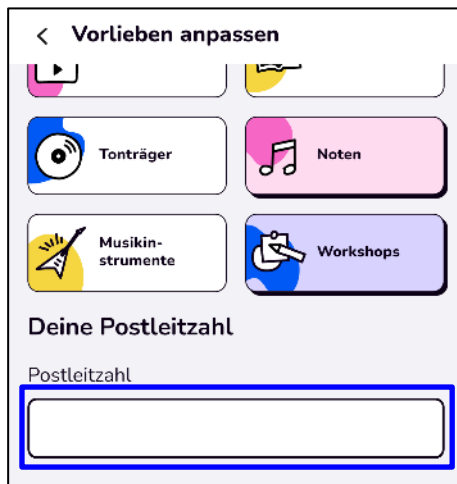 Vorlieben anpassen
Tonträger
Noten
Musikin-
strumente
Workshops
Deine Postleitzahl
Postleitzahl